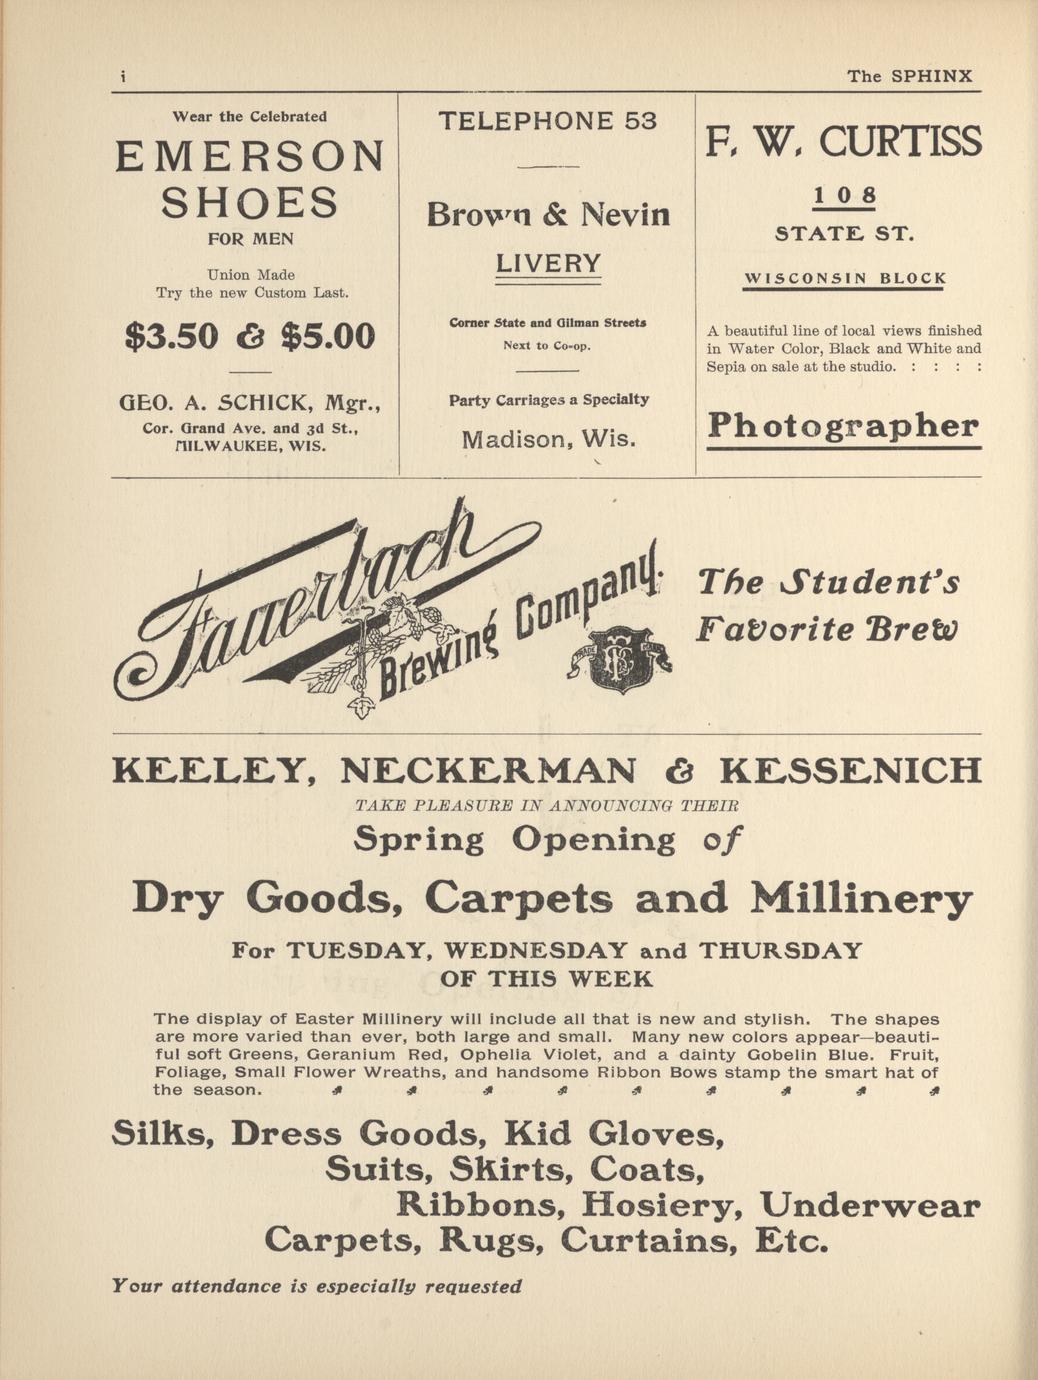 i
The SPHINX
Wear the Celebrated
EMERSON
SHOES
FOR MEN
Union Made
Try the new Custom Last.
$3.50 & $5.00
GEO. A. SCHICK, Mgr.,
Cor. Grand Ave. and 3d St.,
MILWAUKEE, WIS.
TELEPHONE 53
Brown & Nevin
LIVERY
Corner State and Gilman Streets
Next to Co-op.
Party Carriages a Specialty
Madison, Wis.
F. W. CURTISS
108
STATE ST.
WISCONSIN BLOCK
A beautiful line of local views finished
in Water Color, Black and White and
Sepia on sale at the studio. : : : :
Photographer
Fauerbach
Brewing Company.
TRADE MARK
FBC
The Student's
Favorite Brew
KEELEY, NECKERMAN & KESSENICH
TAKE PLEASURE IN ANNOUNCING THEIR
Spring Opening of
Dry Goods, Carpets and Millinery
For TUESDAY, WEDNESDAY and THURSDAY
OF THIS WEEK
The display of Easter Millinery will include all that is new and stylish. The shapes
are more varied than ever, both large and small. Many new colors appear—beauti-
ful soft Greens, Geranium Red, Ophelia Violet, and a dainty Gobelin Blue. Fruit,
Foliage, Small Flower Wreaths, and handsome Ribbon Bows stamp the smart hat of
the season.
Silks, Dress Goods, Kid Gloves,
Suits, Skirts, Coats,
Ribbons, Hosiery, Underwear
Carpets, Rugs, Curtains, Etc.
Your attendance is especially requested